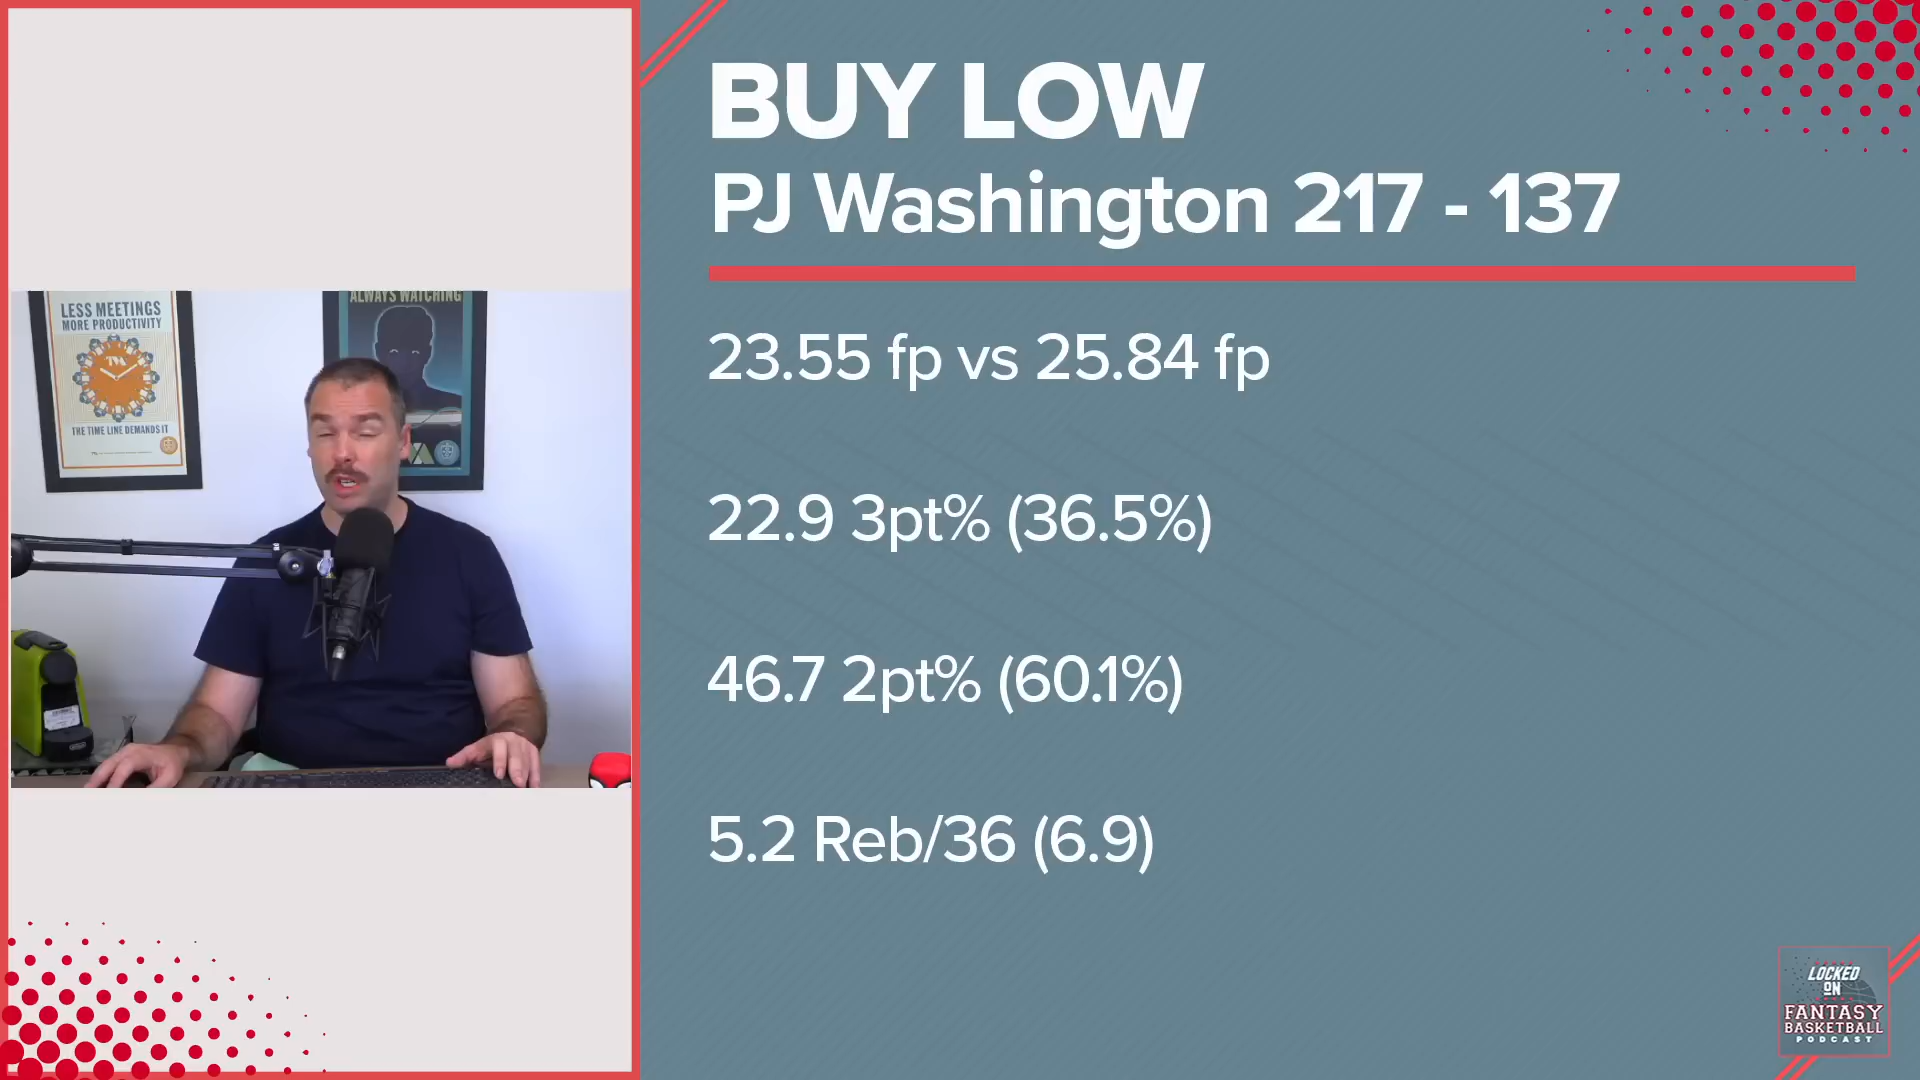 BUY LOW
PJ Washington 217 - 137
23.55 fp vs 25.84 fp
22.9 3pt% (36.5%)
46.7 2pt% (60.1%)
5.2 Reb/36 (6.9)
LESS MEETINGS
MORE PRODUCTIVITY
THE TIME LINE DEMANDS IT
ALWAYS WATCHING
LOCKED
ON
FANTASY
BASKETBALL
PODCAST